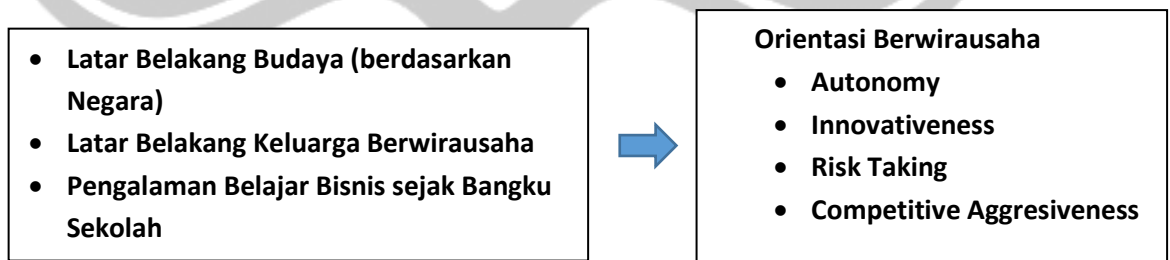 • Latar Belakang Budaya (berdasarkan
Negara)
• Latar Belakang Keluarga Berwirausaha
• Pengalaman Belajar Bisnis sejak Bangku
Sekolah
Orientasi Berwirausaha
• Autonomy
• Innovativeness
• Risk Taking
• Competitive Aggresiveness